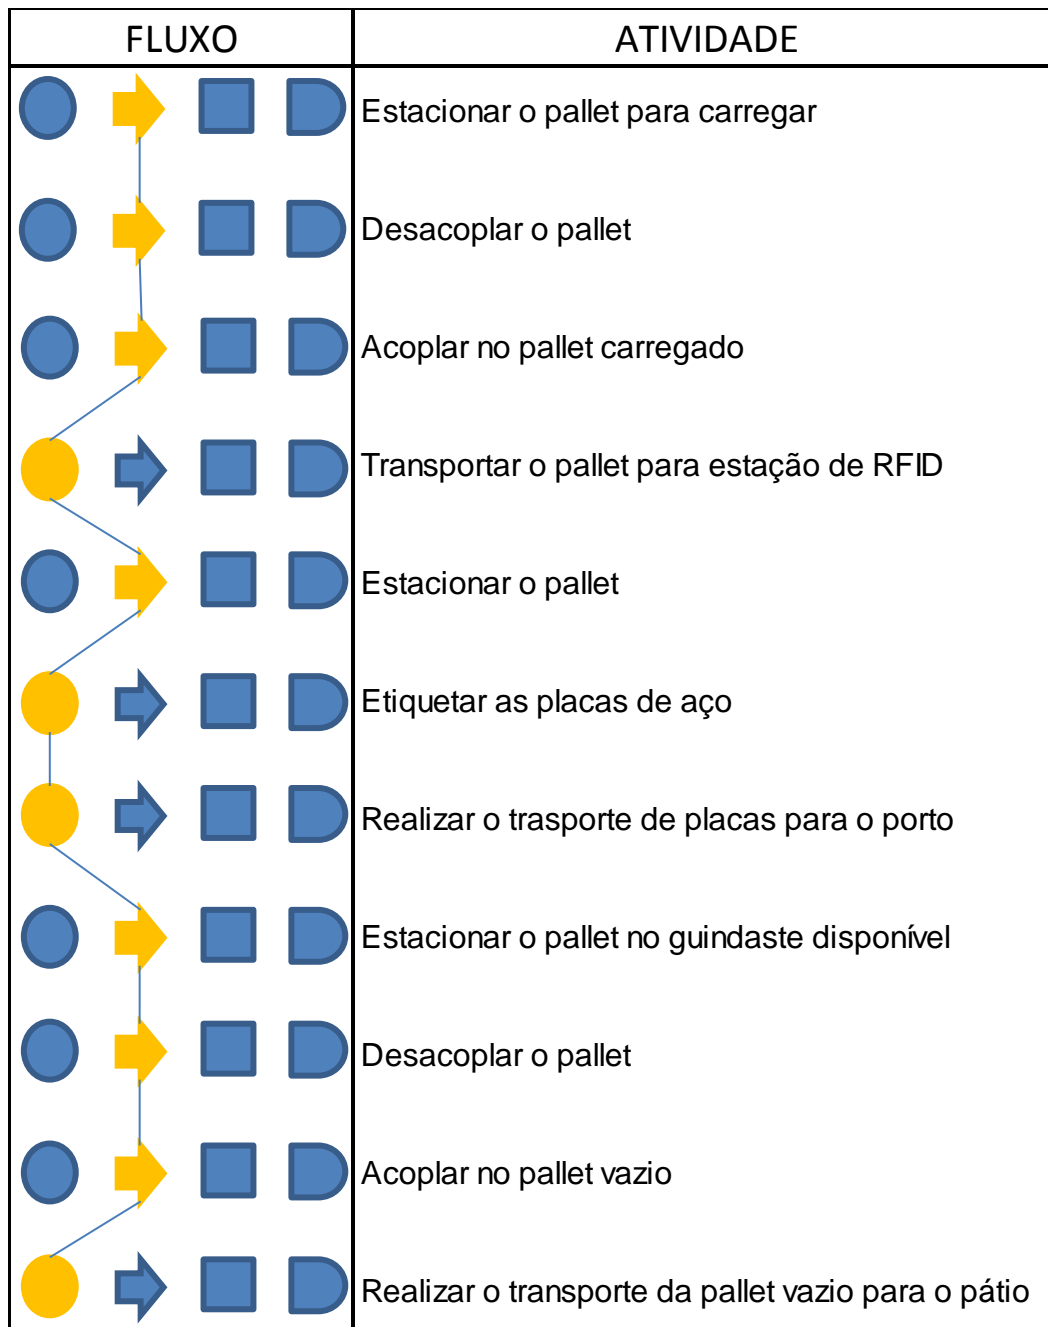 FLUXO
ATIVIDADE
Estacionar o pallet para carregar
Desacoplar o pallet
Acoplar no pallet carregado
Transportar o pallet para estação de RFID
Estacionar o pallet
Etiquetar as placas de aço
Realizar o trasporte de placas para o porto
Estacionar o pallet no guindaste disponível
Desacoplar o pallet
Acoplar no pallet vazio
Realizar o transporte da pallet vazio para o pátio